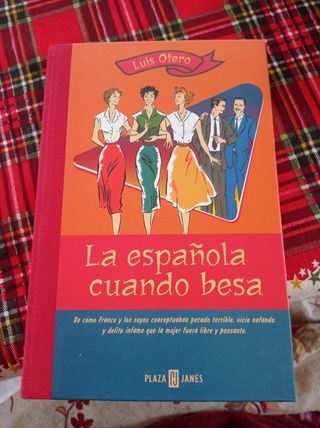 Luis Otero
La española
cuando besa
De cómo Franco y los suyos conceptuaban pecado terrible, vicio nefando
y delito infame que la mujer fuera libre y pensante.
PLAZA PJ JANÉS